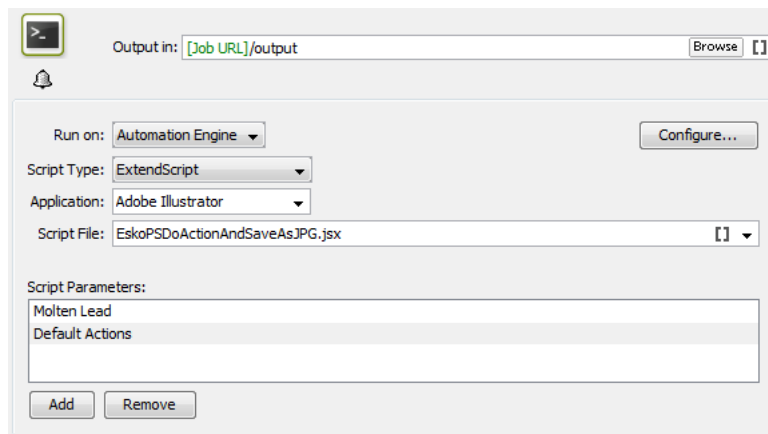 >_
Output in: [Job URL]/output Browse []
Run on: Automation Engine Configure...
Script Type: ExtendScript
Application: Adobe Illustrator
Script File: EskoPSDoActionAndSaveAsJPG.jsx []
Script Parameters:
Molten Lead
Default Actions
Add Remove